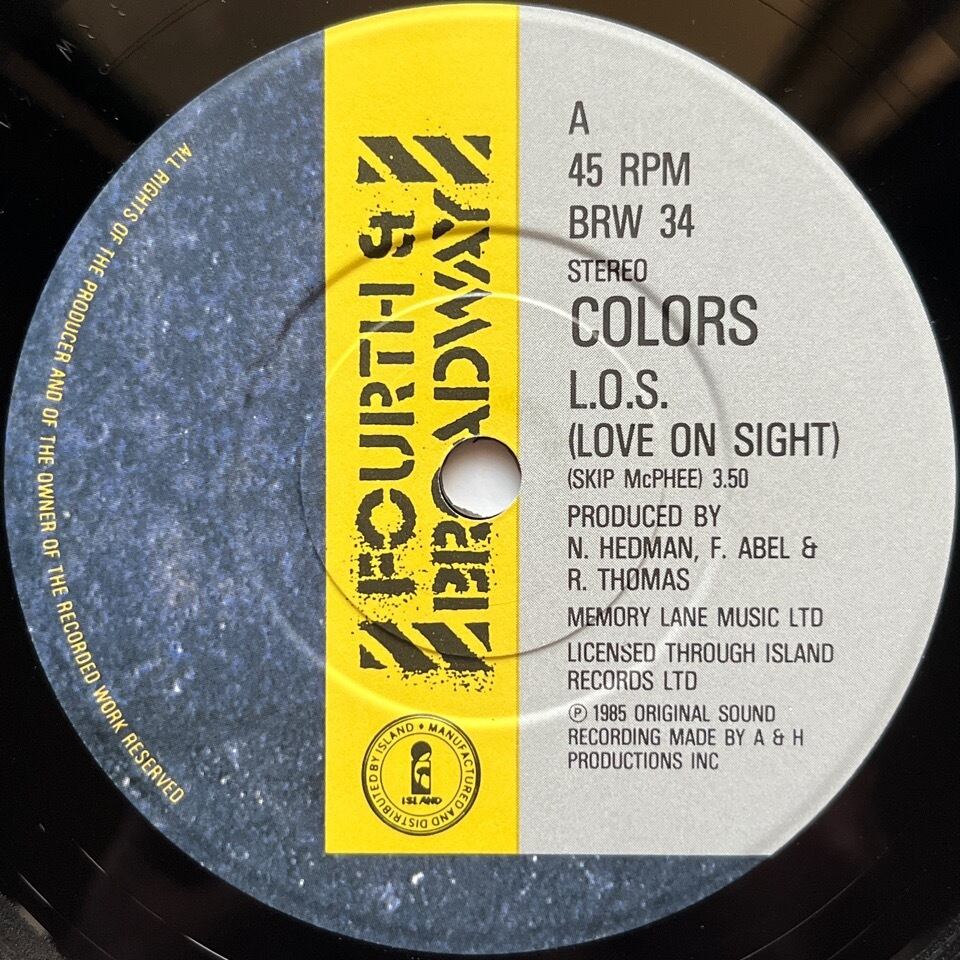 ALL RIGHTS OF THE PRODUCER AND OF THE OWNER OF THE RECORDED WORK RESERVED
FOURTH &
BROADWAY
MANUFACTURED AND DISTRIBUTED BY ISLAND
ISLAND
A
45 RPM
BRW 34
STEREO
COLORS
L.O.S.
(LOVE ON SIGHT)
(SKIP McPHEE) 3.50
PRODUCED BY
N. HEDMAN, F. ABEL &
R. THOMAS
MEMORY LANE MUSIC LTD
LICENSED THROUGH ISLAND
RECORDS LTD
℗ 1985 ORIGINAL SOUND
RECORDING MADE BY A & H
PRODUCTIONS INC